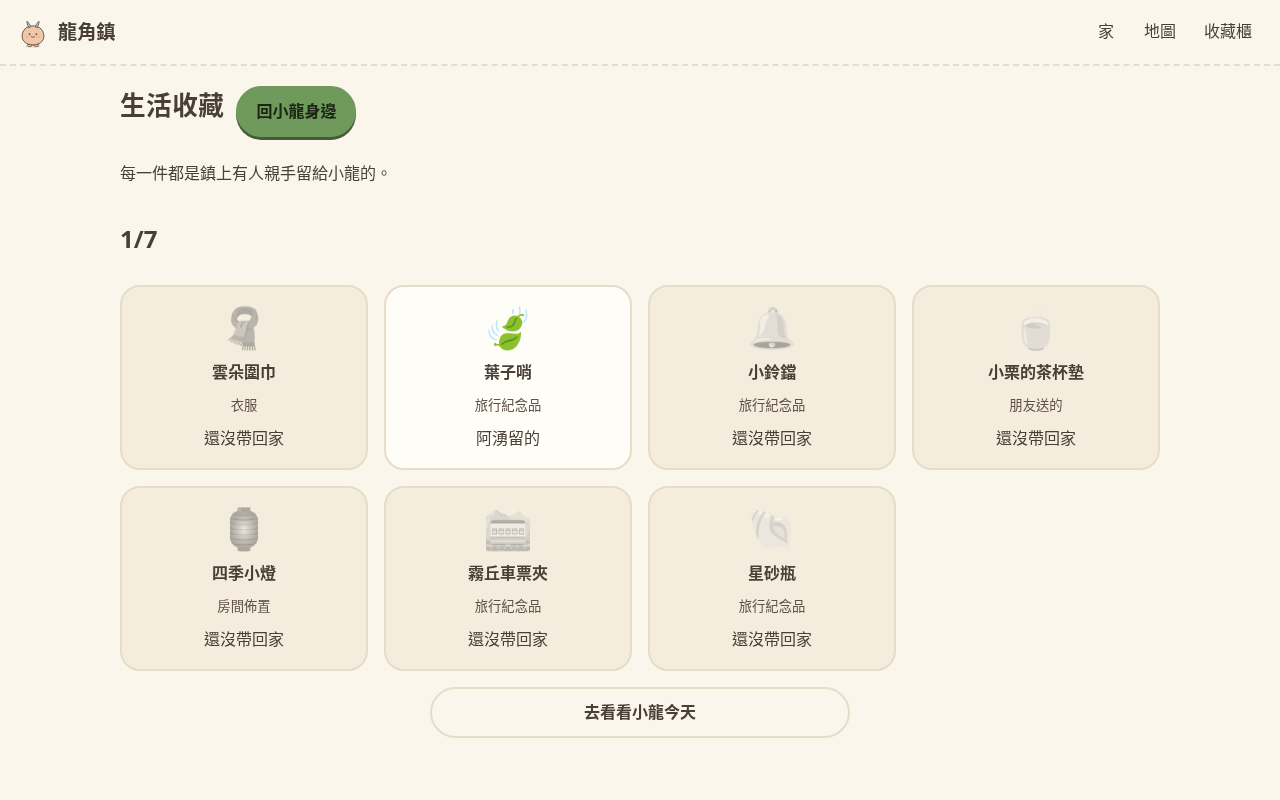 龍角鎮
家 地圖 收藏櫃
生活收藏 回小龍身邊
每一件都是鎮上有人親手留給小龍的。
1/7
雲朵圍巾
衣服
還沒帶回家
葉子哨
旅行紀念品
阿湧留的
小鈴鐺
旅行紀念品
還沒帶回家
小栗的茶杯墊
朋友送的
還沒帶回家
四季小燈
房間佈置
還沒帶回家
霧丘車票夾
旅行紀念品
還沒帶回家
星砂瓶
旅行紀念品
還沒帶回家
去看看小龍今天